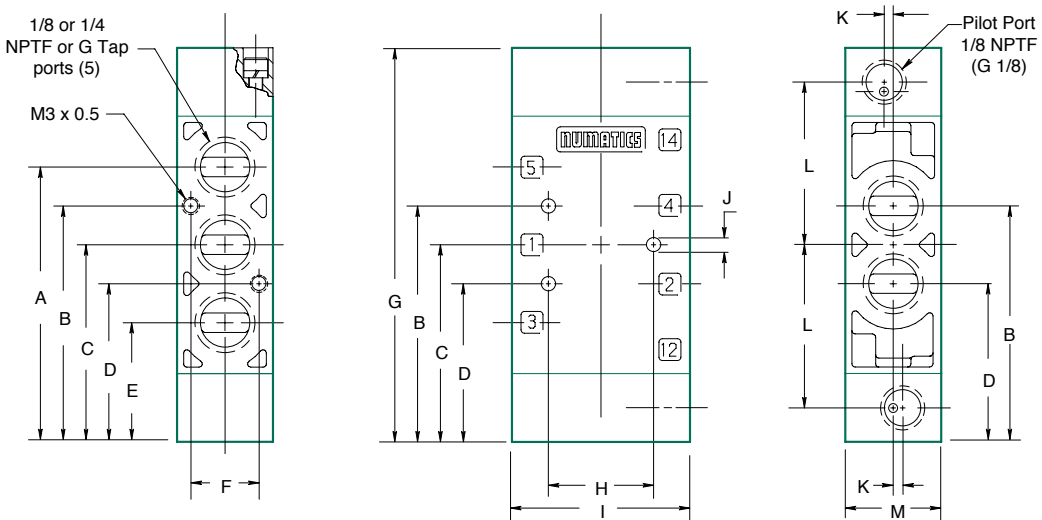 1/8 or 1/4
NPTF or G Tap
ports (5)
M3 x 0.5
A
B
C
D
E
F
NUMATICS
14
5
4
1
2
3
12
J
G
B
C
D
H
I
K
Pilot Port
1/8 NPTF
(G 1/8)
L
L
B
D
K
M